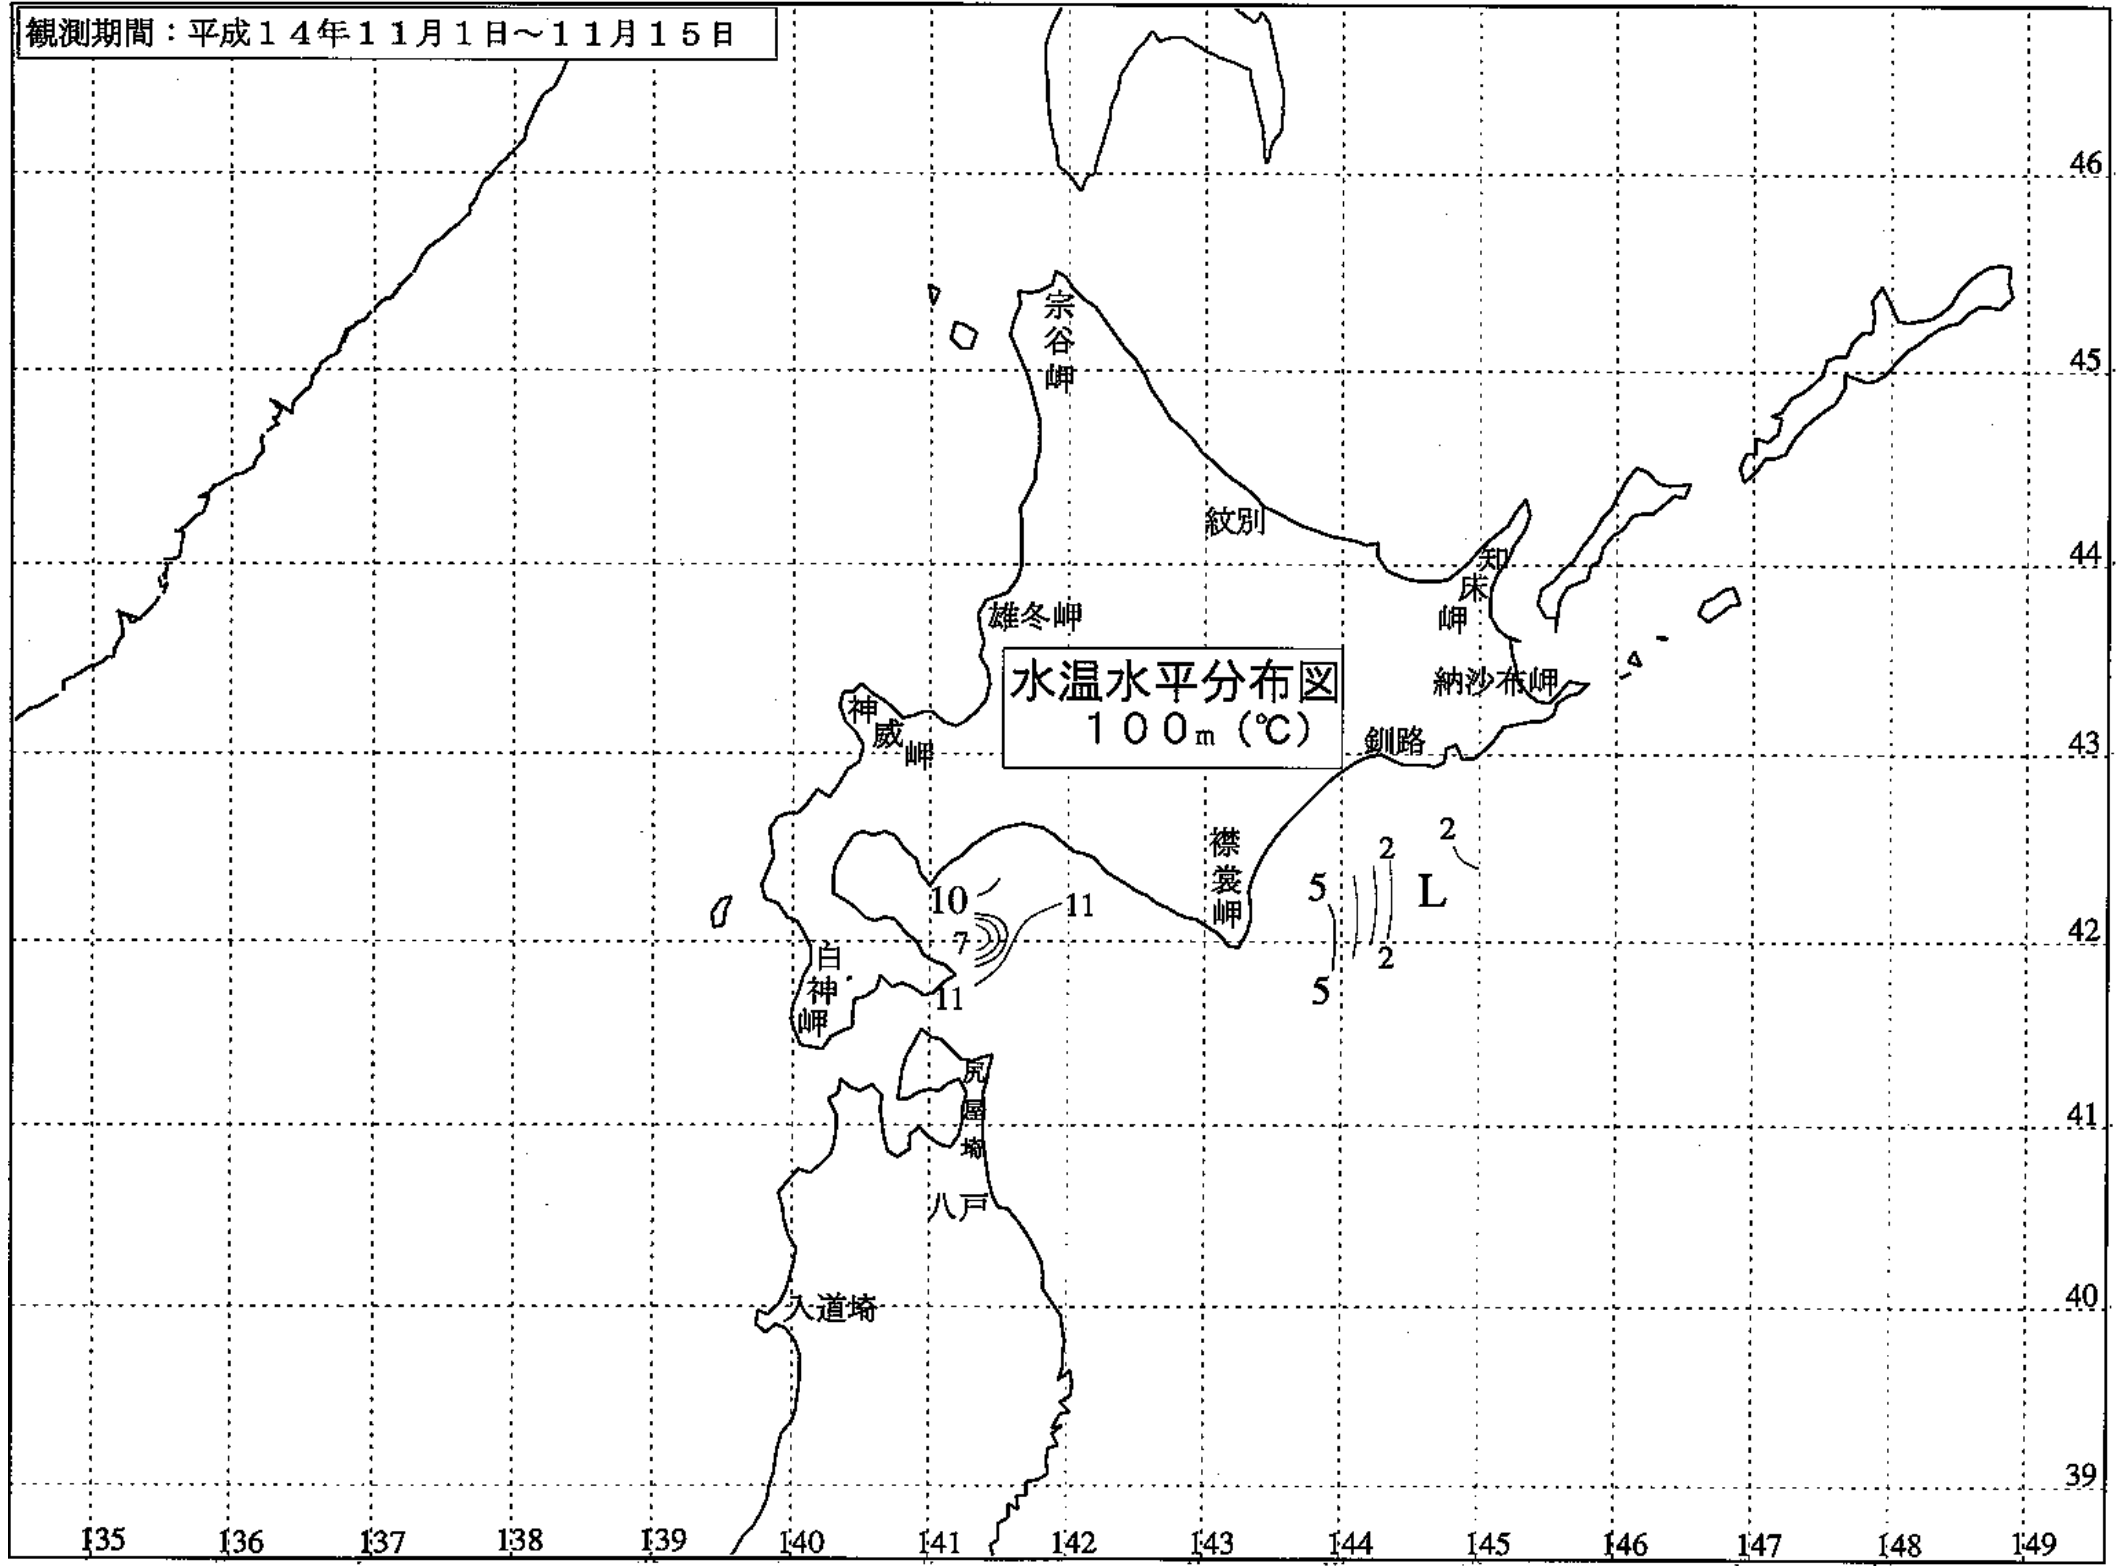 観測期間：平成１４年１１月１日～１１月１５日
46
宗谷岬
45
紋別
44
知床岬
雄冬岬
水温水平分布図
１００ｍ（℃）
納沙布岬
神威岬
釧路
43
襟裳岬
2
2
5
L
10
11
7
42
2
白神岬
11
5
尻屋埼
41
八戸
入道埼
40
39
135 136 137 138 139 140 141 142 143 144 145 146 147 148 149